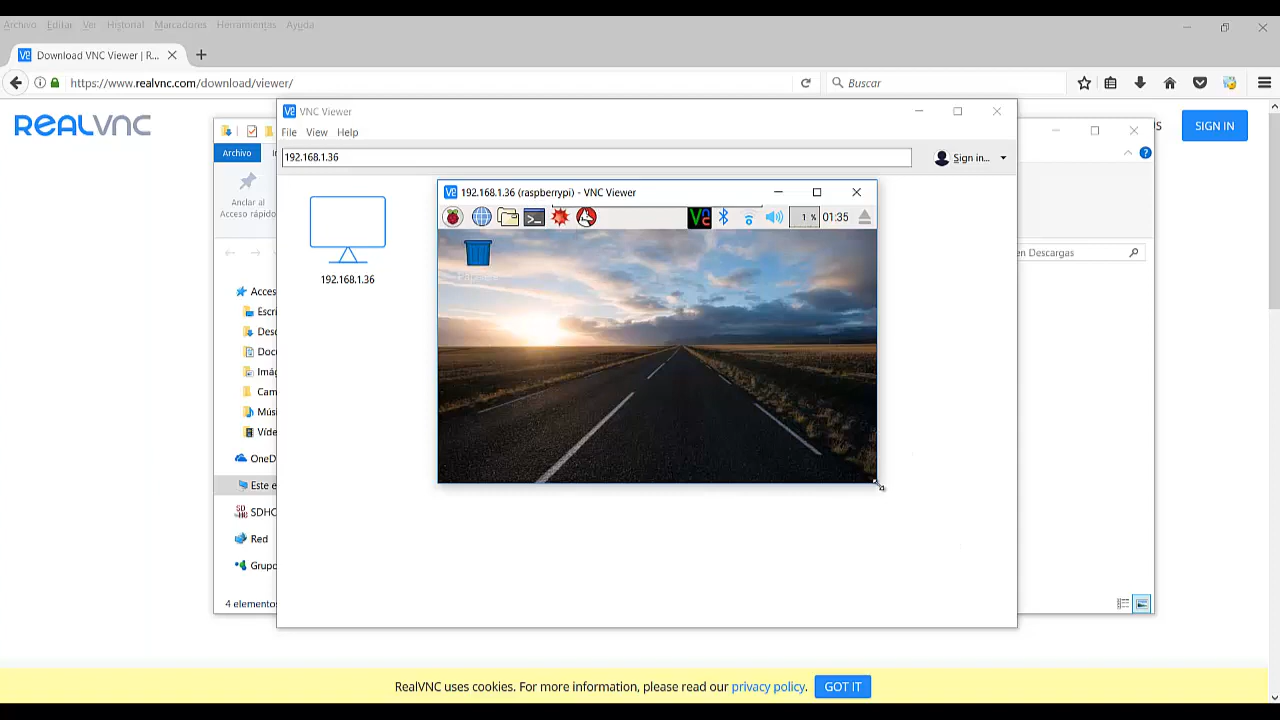 Archivo Editar Ver Historial Marcadores Herramientas Ayuda
Download VNC Viewer | R...
https://www.realvnc.com/download/viewer/
Buscar
REALVNC
US
SIGN IN
VNC Viewer
File View Help
192.168.1.36
Sign in...
Archivo
Anclar al
Acceso rápido
192.168.1.36 (raspberrypi) - VNC Viewer
1 %
01:35
192.168.1.36
en Descargas
Acces
Escri
Desc
Docu
Imág
Cam
Músi
Vídeo
OneD
Este e
SDHC
Red
Grupo
4 elementos
RealVNC uses cookies. For more information, please read our privacy policy.
GOT IT